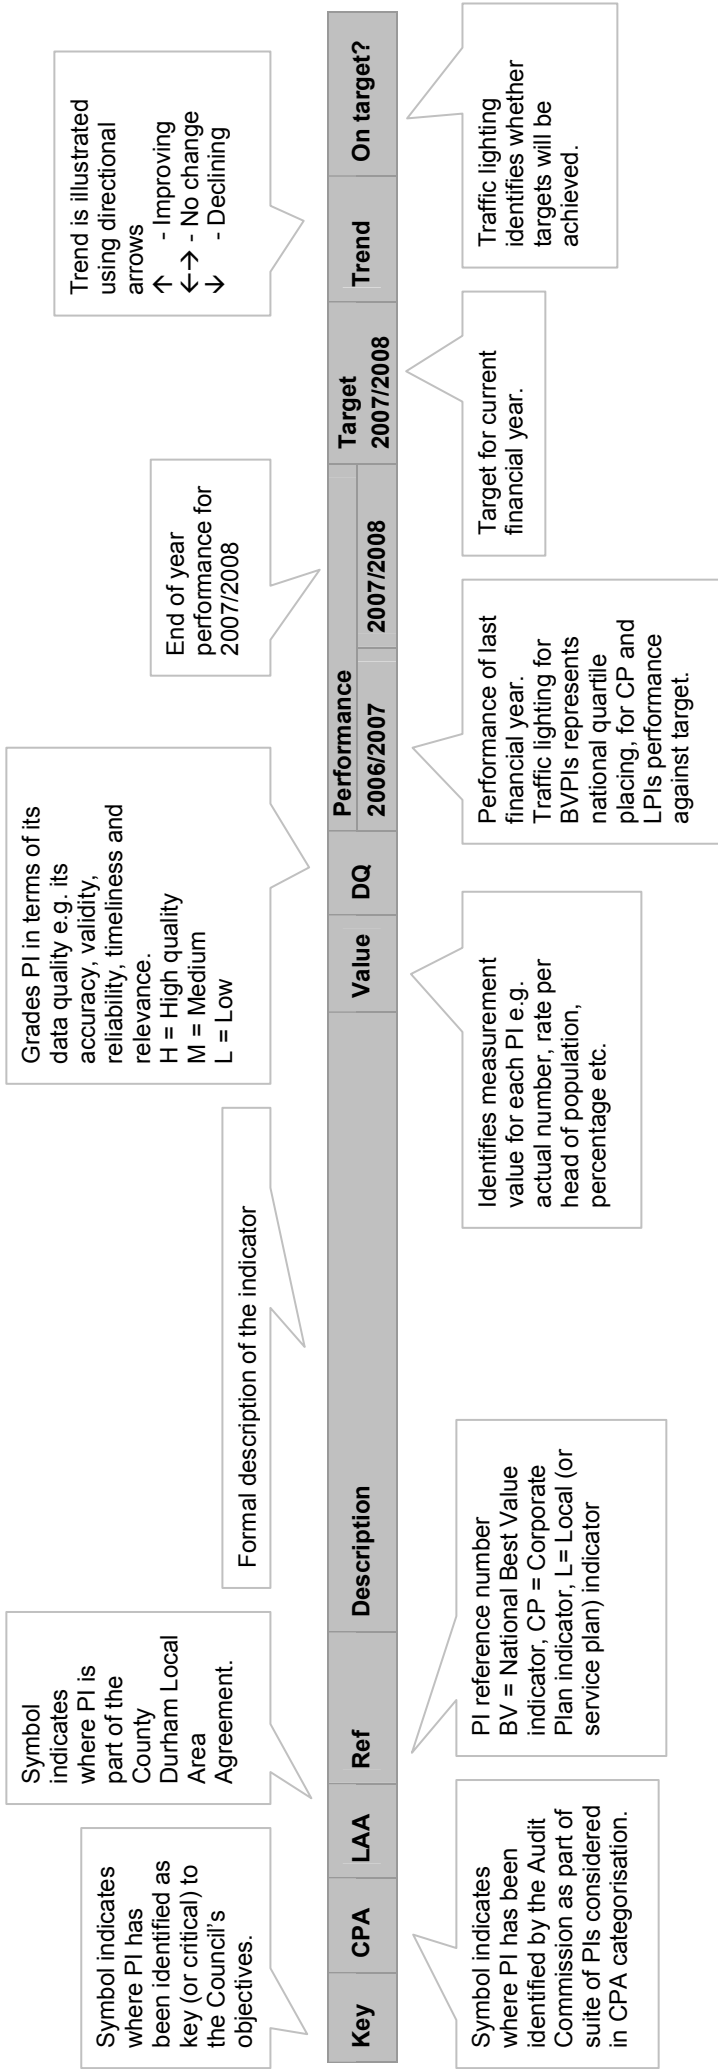 Symbol indicates
where PI has
been identified as
key (or critical) to
the Council's
objectives.
Symbol
indicates
where PI is
part of the
County
Durham Local
Area
Agreement.
Formal description of the indicator
Grades PI in terms of its
data quality e.g. its
accuracy, validity,
reliability, timeliness and
relevance.
H = High quality
M = Medium
L = Low
End of year
performance for
2007/2008
Trend is illustrated
using directional
arrows
↑ - Improving
←→ - No change
↓ - Declining
Key
CPA
LAA
Ref
Description
Value
DQ
Performance
2006/2007
2007/2008
Target
2007/2008
Trend
On target?
Symbol indicates
where PI has been
identified by the Audit
Commission as part of
suite of PIs considered
in CPA categorisation.
PI reference number
BV = National Best Value
indicator, CP = Corporate
Plan indicator, L= Local (or
service plan) indicator
Identifies measurement
value for each PI e.g.
actual number, rate per
head of population,
percentage etc.
Performance of last
financial year.
Traffic lighting for
BVPIs represents
national quartile
placing, for CP and
LPIs performance
against target.
Target for current
financial year.
Traffic lighting
identifies whether
targets will be
achieved.